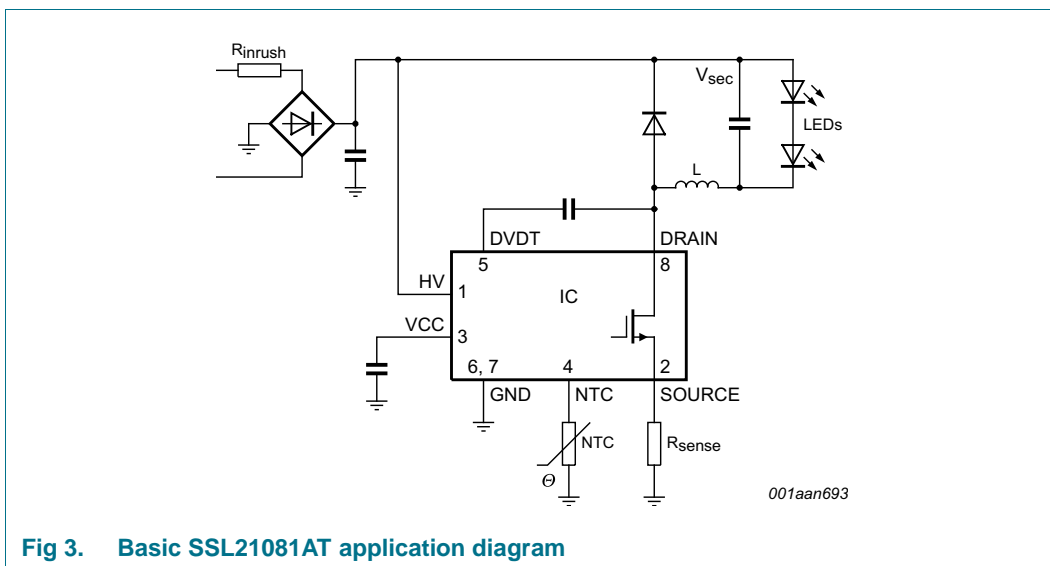 Rinrush
Vsec
LEDs
L
DVDT
DRAIN
5
8
HV
1
IC
VCC
3
6, 7
4
2
GND
NTC
SOURCE
NTC
Rsense
Θ
001aan693
Fig 3. Basic SSL21081AT application diagram